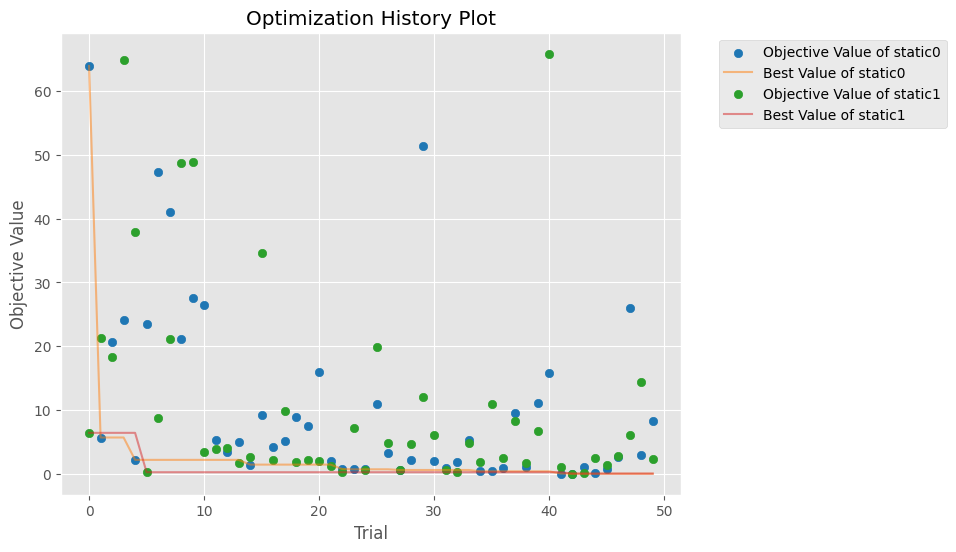 Optimization History Plot
Objective Value of static0
Best Value of static0
Objective Value of static1
Best Value of static1
60
50
40
30
20
10
0
Objective Value
0 10 20 30 40 50
Trial